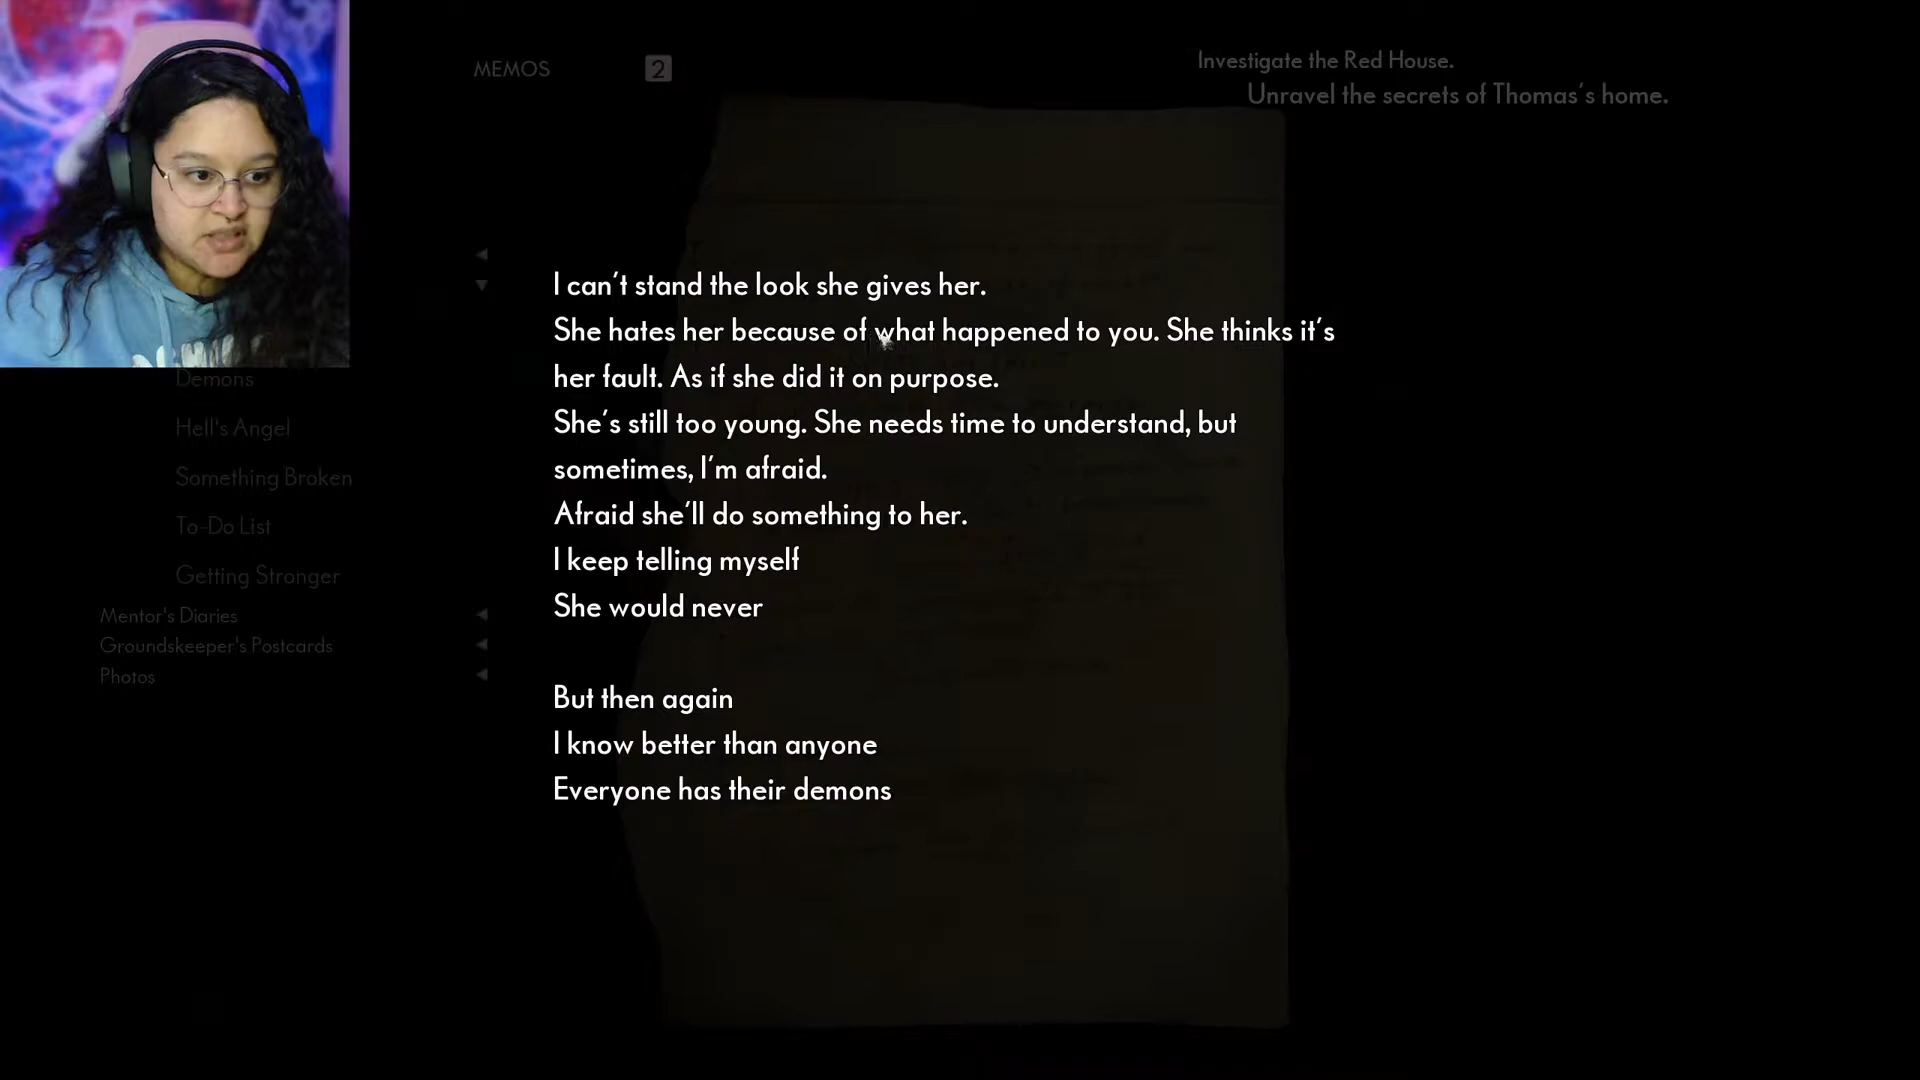 MEMOS
2
Investigate the Red House.
Unravel the secrets of Thomas's home.
I can't stand the look she gives her.
She hates her because of what happened to you. She thinks it's
her fault. As if she did it on purpose.
She's still too young. She needs time to understand, but
sometimes, I'm afraid.
Afraid she'll do something to her.
I keep telling myself
She would never
But then again
I know better than anyone
Everyone has their demons
Demons
Hell's Angel
Something Broken
To-Do List
Getting Stronger
Mentor's Diaries
Groundskeeper's Postcards
Photos